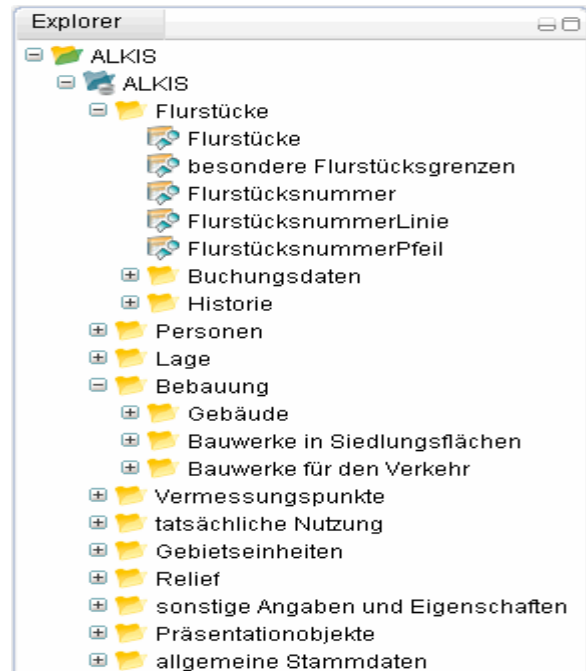 Explorer
ALKIS
ALKIS
Flurstücke
Flurstücke
besondere Flurstücksgrenzen
Flurstücksnummer
FlurstücksnummerLinie
FlurstücksnummerPfeil
Buchungsdaten
Historie
Personen
Lage
Bebauung
Gebäude
Bauwerke in Siedlungsflächen
Bauwerke für den Verkehr
Vermessungspunkte
tatsächliche Nutzung
Gebietseinheiten
Relief
sonstige Angaben und Eigenschaften
Präsentationobjekte
allgemeine Stammdaten